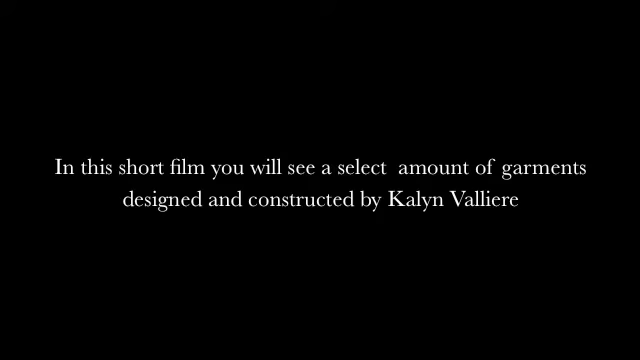 In this short film you will see a select  amount of  garments
designed and constructed by Kalyn Valliere